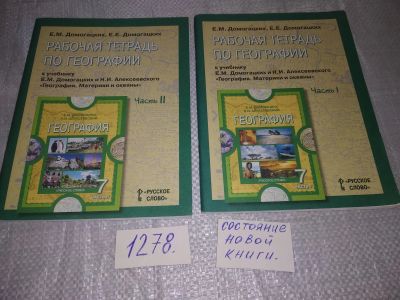 Е.М. Домогацких, Е.Е. Домогацких
РАБОЧАЯ ТЕТРАДЬ
ПО ГЕОГРАФИИ
к учебнику
Е.М. Домогацких и Н.И. Алексеевского
«География. Материки и океаны»
Часть II
ГЕОГРАФИЯ
7
«РУССКОЕ
СЛОВО»
Е.М. Домогацких, Е.Е. Домогацких
РАБОЧАЯ ТЕТРАДЬ
ПО ГЕОГРАФИИ
к учебнику
Е.М. Домогацких и Н.И. Алексеевского
«География. Материки и океаны»
Часть I
ГЕОГРАФИЯ
7
«РУССКОЕ
СЛОВО»
1278.
состояние
новой
книги.